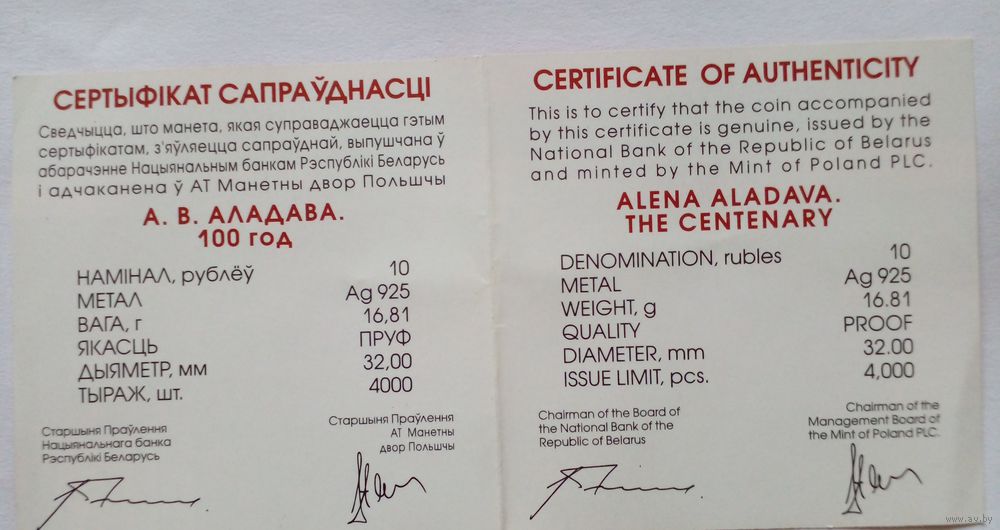 СЕРТЫФІКАТ САПРАЎДНАСЦІ
Сведчыцца, што манета, якая суправаджаецца гэтым
сертыфікатам, з'яўляецца сапраўднай, выпушчана ў
абарачэнне Нацыянальным банкам Рэспублікі Беларусь
і адчаканена ў АТ Манетны двор Польшчы
А. В. АЛАДАВА.
100 год
НАМІНАЛ, рублёў 10
МЕТАЛ Ag 925
ВАГА, г 16,81
ЯКАСЦЬ ПРУФ
ДЫЯМЕТР, мм 32,00
ТЫРАЖ, шт. 4000
Старшыня Праўлення
Нацыянальнага банка
Рэспублікі Беларусь
Старшыня Праўлення
АТ Манетны
двор Польшчы
CERTIFICATE OF AUTHENTICITY
This is to certify that the coin accompanied
by this certificate is genuine, issued by the
National Bank of the Republic of Belarus
and minted by the Mint of Poland PLC.
ALENA ALADAVA.
THE CENTENARY
DENOMINATION, rubles 10
METAL Ag 925
WEIGHT, g 16.81
QUALITY PROOF
DIAMETER, mm 32.00
ISSUE LIMIT, pcs. 4,000
Chairman of the Board of
the National Bank of the
Republic of Belarus
Chairman of the
Management Board of
the Mint of Poland PLC.
www.ay.by